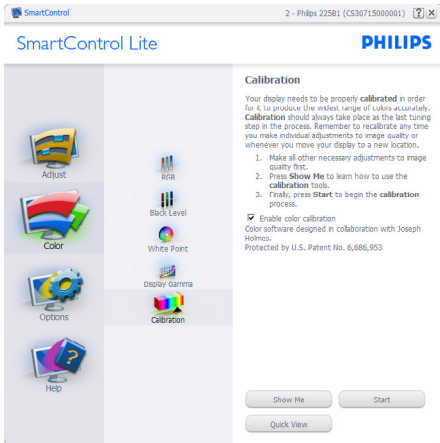 SmartControl
2 - Philips 225B1 (CS30715000001)
SmartControl Lite
PHILIPS
Adjust
Color
Options
Help
RGB
Black Level
White Point
Display Gamma
Calibration
Calibration
Your display needs to be properly calibrated in order
for it to produce the widest range of colors accurately.
Calibration should always take place as the last tuning
step in the process. Remember to recalibrate any time
you make individual adjustments to image quality or
whenever you move your display to a new location.
1. Make all other necessary adjustments to image
quality first.
2. Press Show Me to learn how to use the
calibration tools.
3. Finally, press Start to begin the calibration
process.
Enable color calibration
Color software designed in collaboration with Joseph
Holmes.
Protected by U.S. Patent No. 6,686,953
Show Me
Start
Quick View